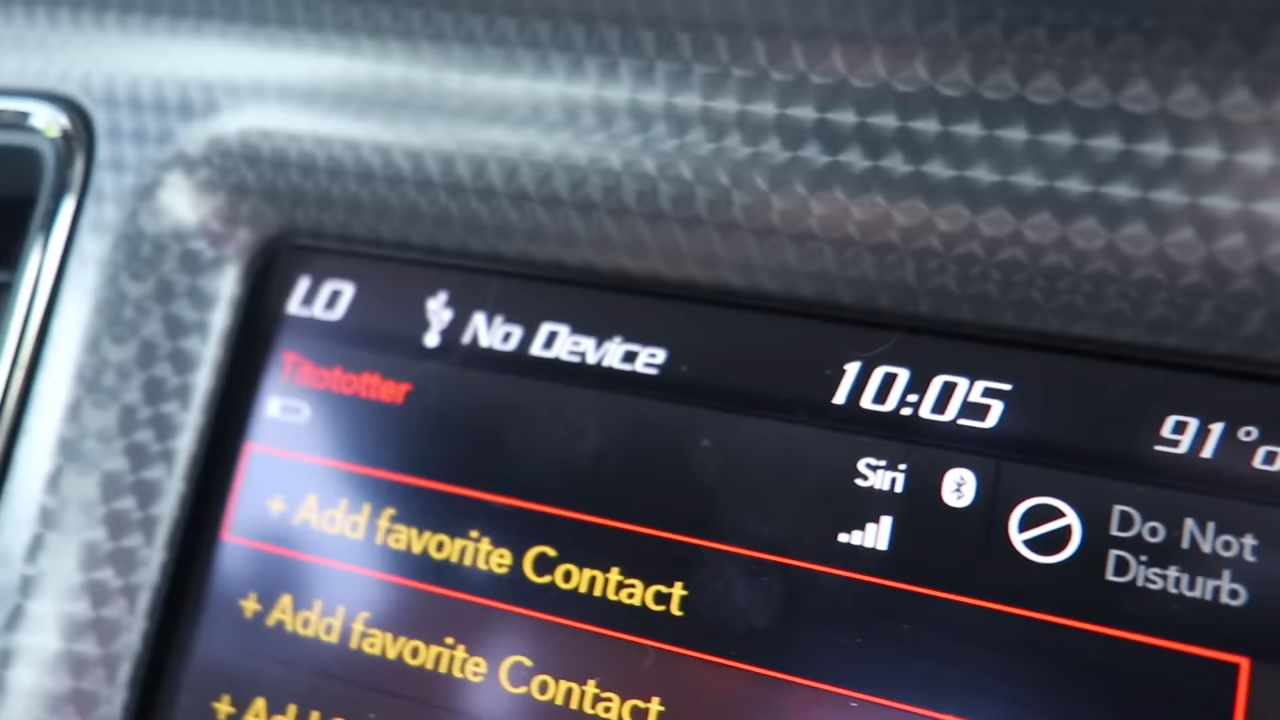 LO No Device 10:05 91°
Siri
Do Not
Disturb
+ Add favorite Contact
+ Add favorite Contact